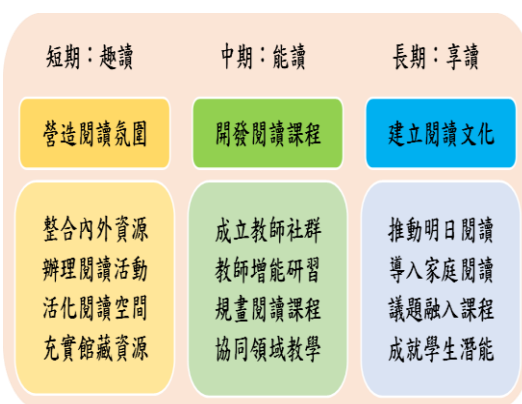 短期：趣讀
營造閱讀氛圍
整合內外資源
辦理閱讀活動
活化閱讀空間
充實館藏資源
中期：能讀
開發閱讀課程
成立教師社群
教師增能研習
規畫閱讀課程
協同領域教學
長期：享讀
建立閱讀文化
推動明日閱讀
導入家庭閱讀
議題融入課程
成就學生潛能